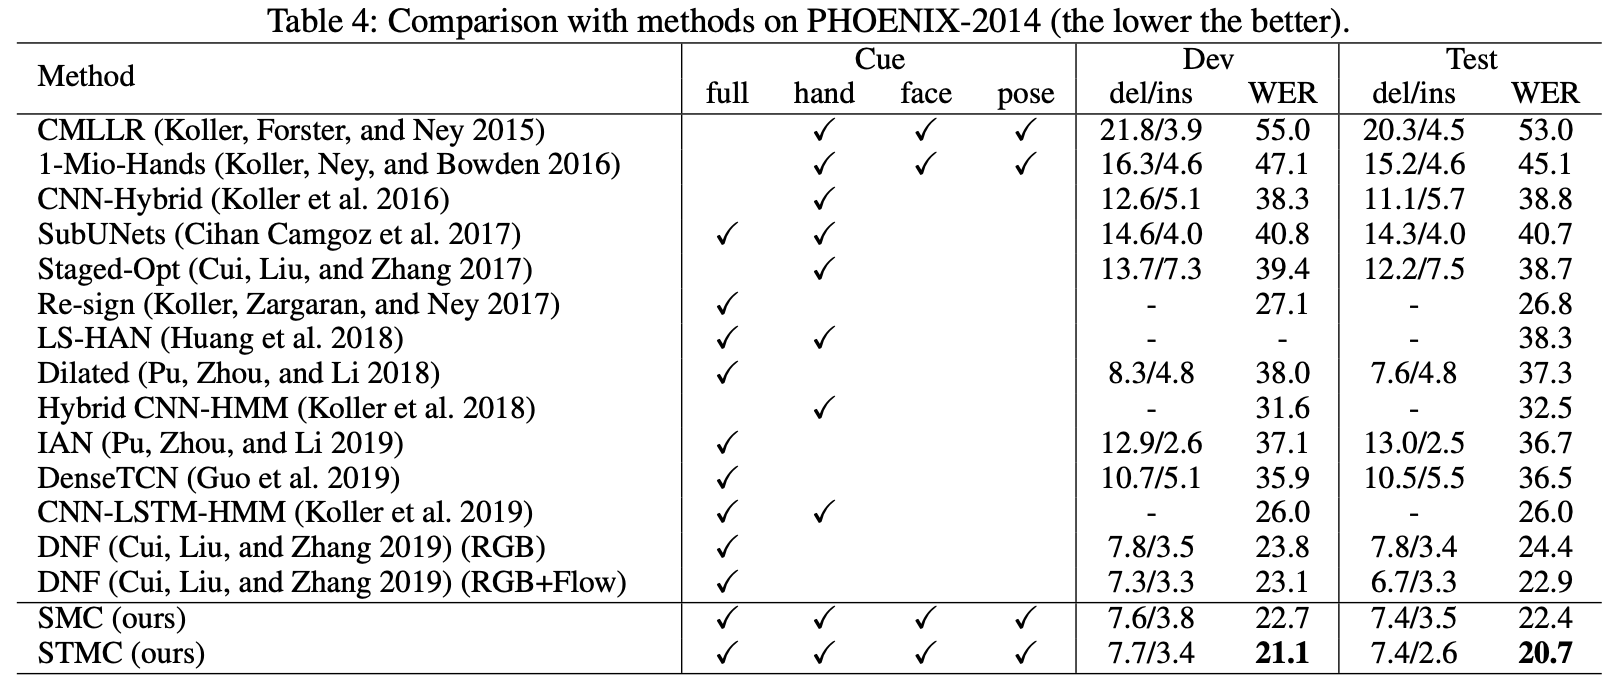 Table 4: Comparison with methods on PHOENIX-2014 (the lower the better).
Method Cue Dev Test
full hand face pose del/ins WER del/ins WER
CMLLR (Koller, Forster, and Ney 2015) ✓ ✓ ✓ 21.8/3.9 55.0 20.3/4.5 53.0
1-Mio-Hands (Koller, Ney, and Bowden 2016) ✓ ✓ ✓ 16.3/4.6 47.1 15.2/4.6 45.1
CNN-Hybrid (Koller et al. 2016) ✓ 12.6/5.1 38.3 11.1/5.7 38.8
SubUNets (Cihan Camgoz et al. 2017) ✓ ✓ 14.6/4.0 40.8 14.3/4.0 40.7
Staged-Opt (Cui, Liu, and Zhang 2017) ✓ 13.7/7.3 39.4 12.2/7.5 38.7
Re-sign (Koller, Zargaran, and Ney 2017) ✓ - 27.1 - 26.8
LS-HAN (Huang et al. 2018) ✓ ✓ - - - 38.3
Dilated (Pu, Zhou, and Li 2018) ✓ 8.3/4.8 38.0 7.6/4.8 37.3
Hybrid CNN-HMM (Koller et al. 2018) ✓ - 31.6 - 32.5
IAN (Pu, Zhou, and Li 2019) ✓ 12.9/2.6 37.1 13.0/2.5 36.7
DenseTCN (Guo et al. 2019) ✓ 10.7/5.1 35.9 10.5/5.5 36.5
CNN-LSTM-HMM (Koller et al. 2019) ✓ ✓ - 26.0 - 26.0
DNF (Cui, Liu, and Zhang 2019) (RGB) ✓ 7.8/3.5 23.8 7.8/3.4 24.4
DNF (Cui, Liu, and Zhang 2019) (RGB+Flow) ✓ 7.3/3.3 23.1 6.7/3.3 22.9
SMC (ours) ✓ ✓ ✓ ✓ 7.6/3.8 22.7 7.4/3.5 22.4
STMC (ours) ✓ ✓ ✓ ✓ 7.7/3.4 21.1 7.4/2.6 20.7